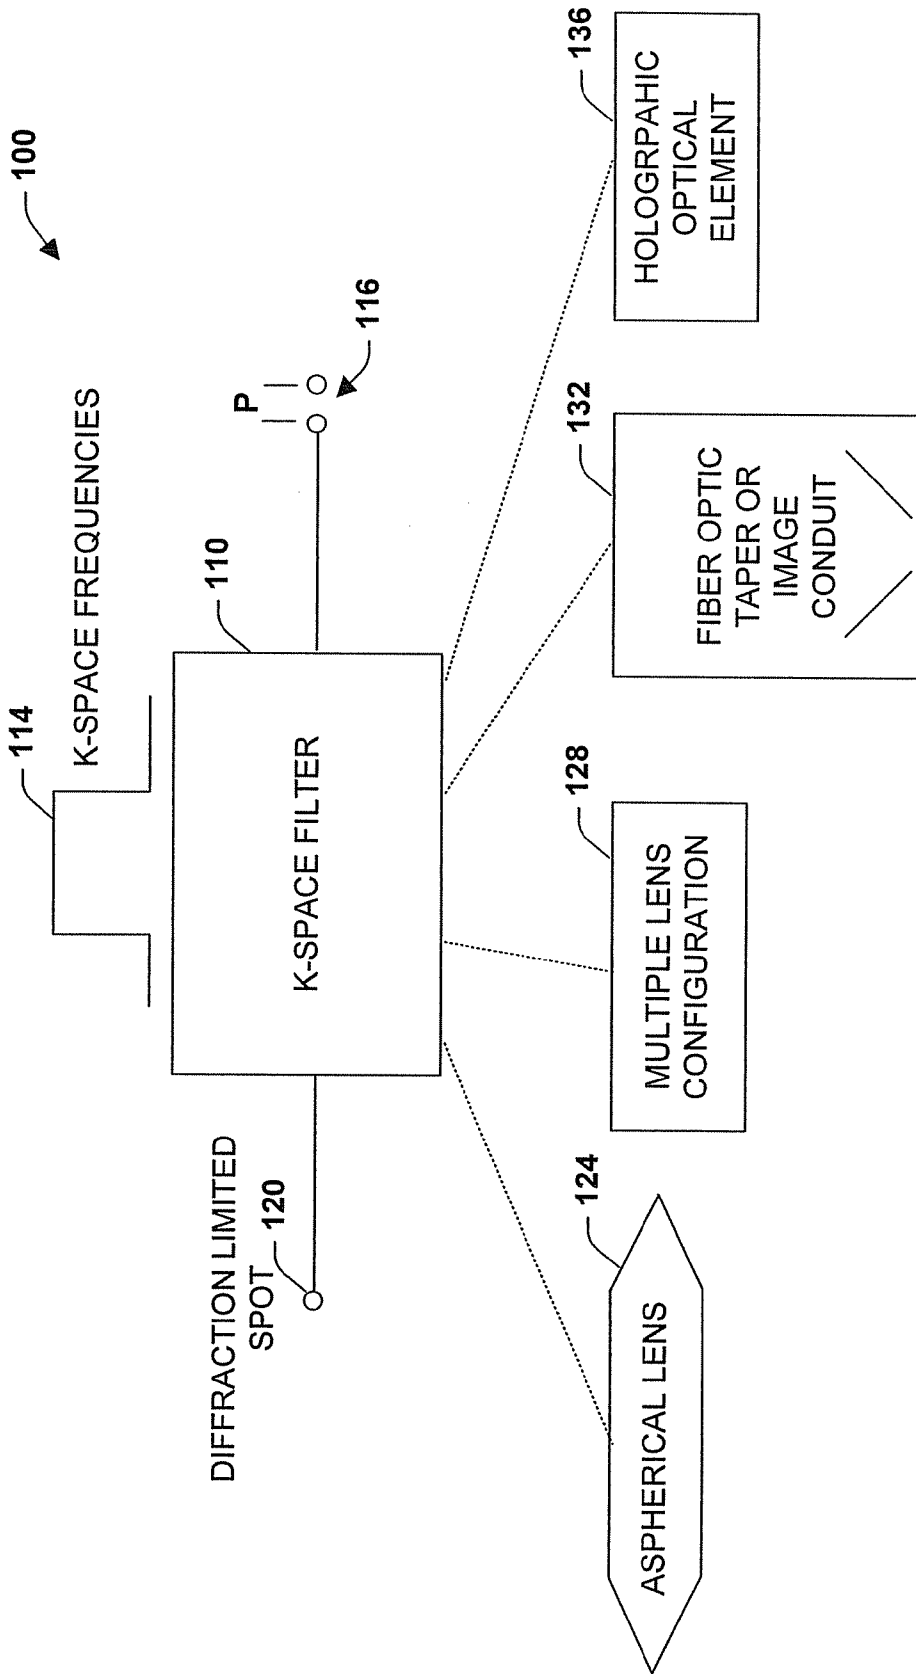 100
114
K-SPACE FREQUENCIES
110
P
116
DIFFRACTION LIMITED
SPOT
120
K-SPACE FILTER
124
ASPHERICAL LENS
128
MULTIPLE LENS
CONFIGURATION
132
FIBER OPTIC
TAPER OR
IMAGE
CONDUIT
136
HOLOGRPAHIC
OPTICAL
ELEMENT